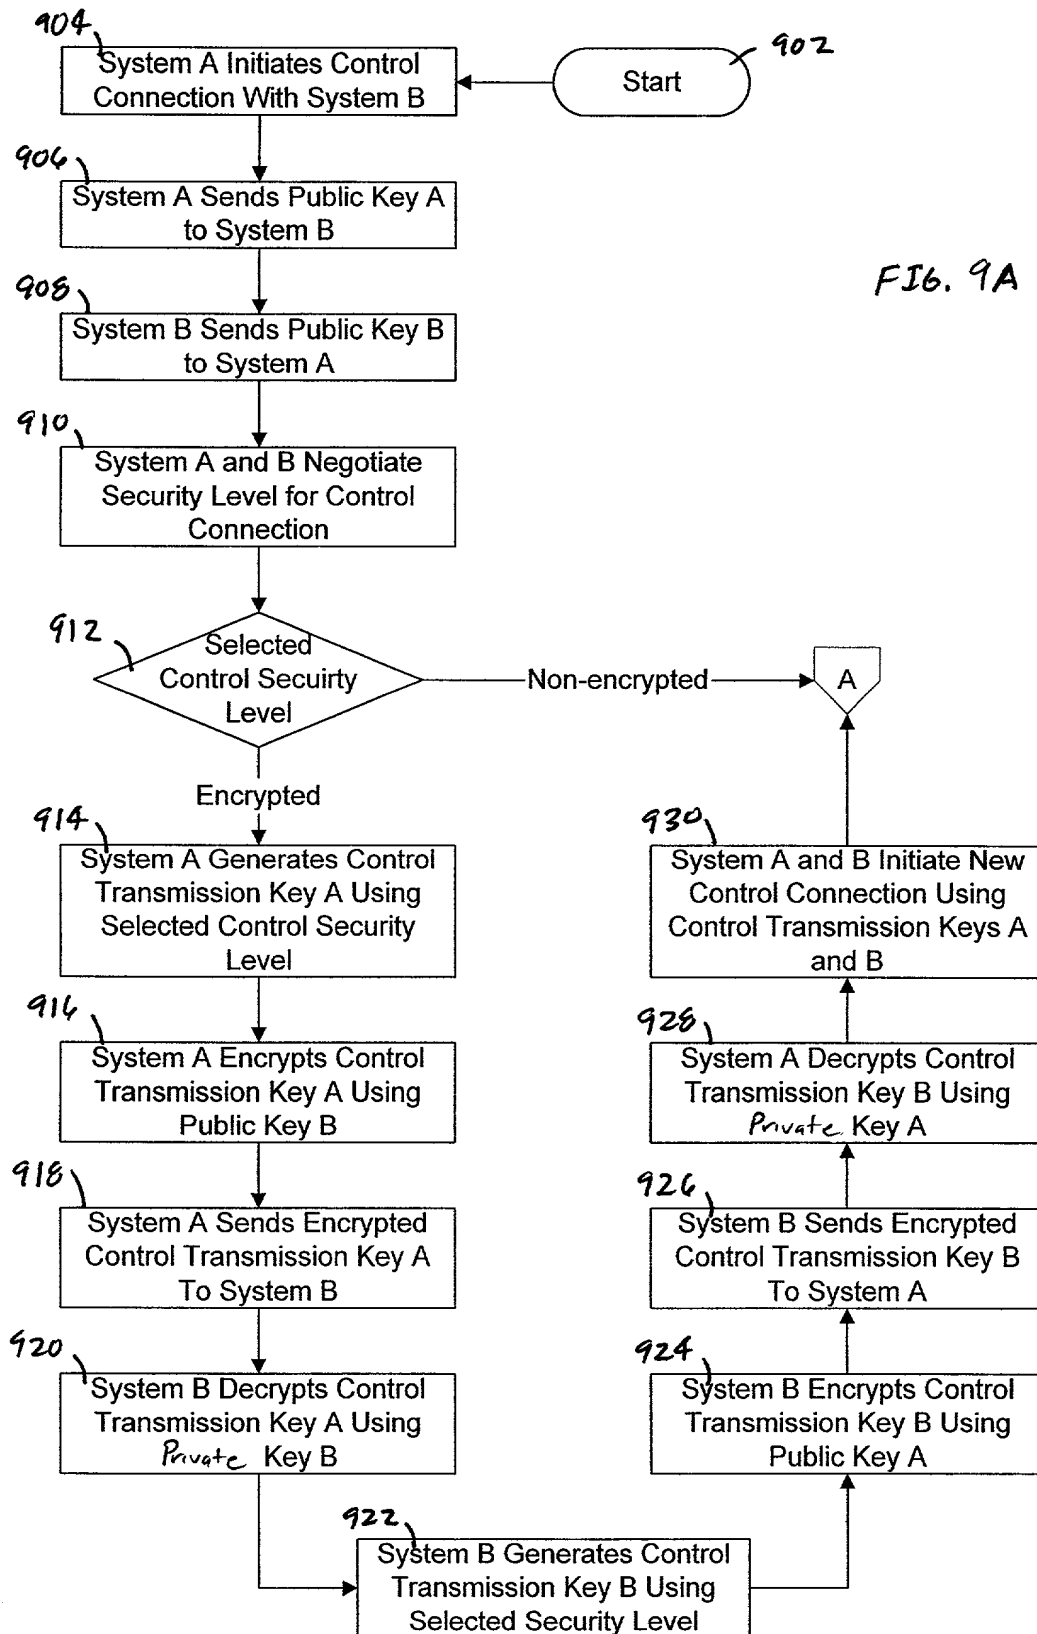 904
System A Initiates Control
Connection With System B
902
Start
906
System A Sends Public Key A
to System B
908
System B Sends Public Key B
to System A
FIG. 9A
910
System A and B Negotiate
Security Level for Control
Connection
912
Selected
Control Secuirty
Level
Non-encrypted
A
Encrypted
914
System A Generates Control
Transmission Key A Using
Selected Control Security
Level
916
System A Encrypts Control
Transmission Key A Using
Public Key B
918
System A Sends Encrypted
Control Transmission Key A
To System B
920
System B Decrypts Control
Transmission Key A Using
Private Key B
922
System B Generates Control
Transmission Key B Using
Selected Security Level
924
System B Encrypts Control
Transmission Key B Using
Public Key A
926
System B Sends Encrypted
Control Transmission Key B
To System A
928
System A Decrypts Control
Transmission Key B Using
Private Key A
930
System A and B Initiate New
Control Connection Using
Control Transmission Keys A
and B